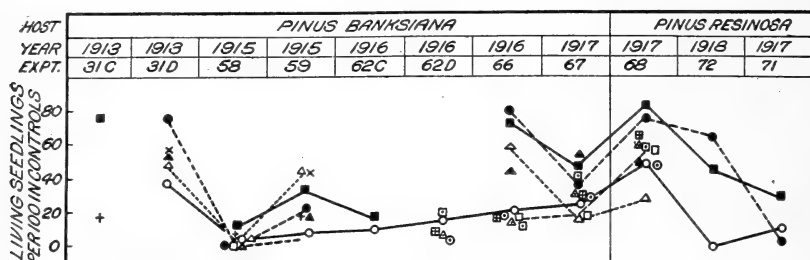 HOST PINUS BANKSIANA PINUS RESINOSA
YEAR 1913 1913 1915 1915 1916 1916 1916 1917 1917 1918 1917
EXPT. 31C 31D 58 59 62C 62D 66 67 68 72 71
LIVING SEEDLINGS
PER 100 IN CONTROLS
80
60
40
20
0